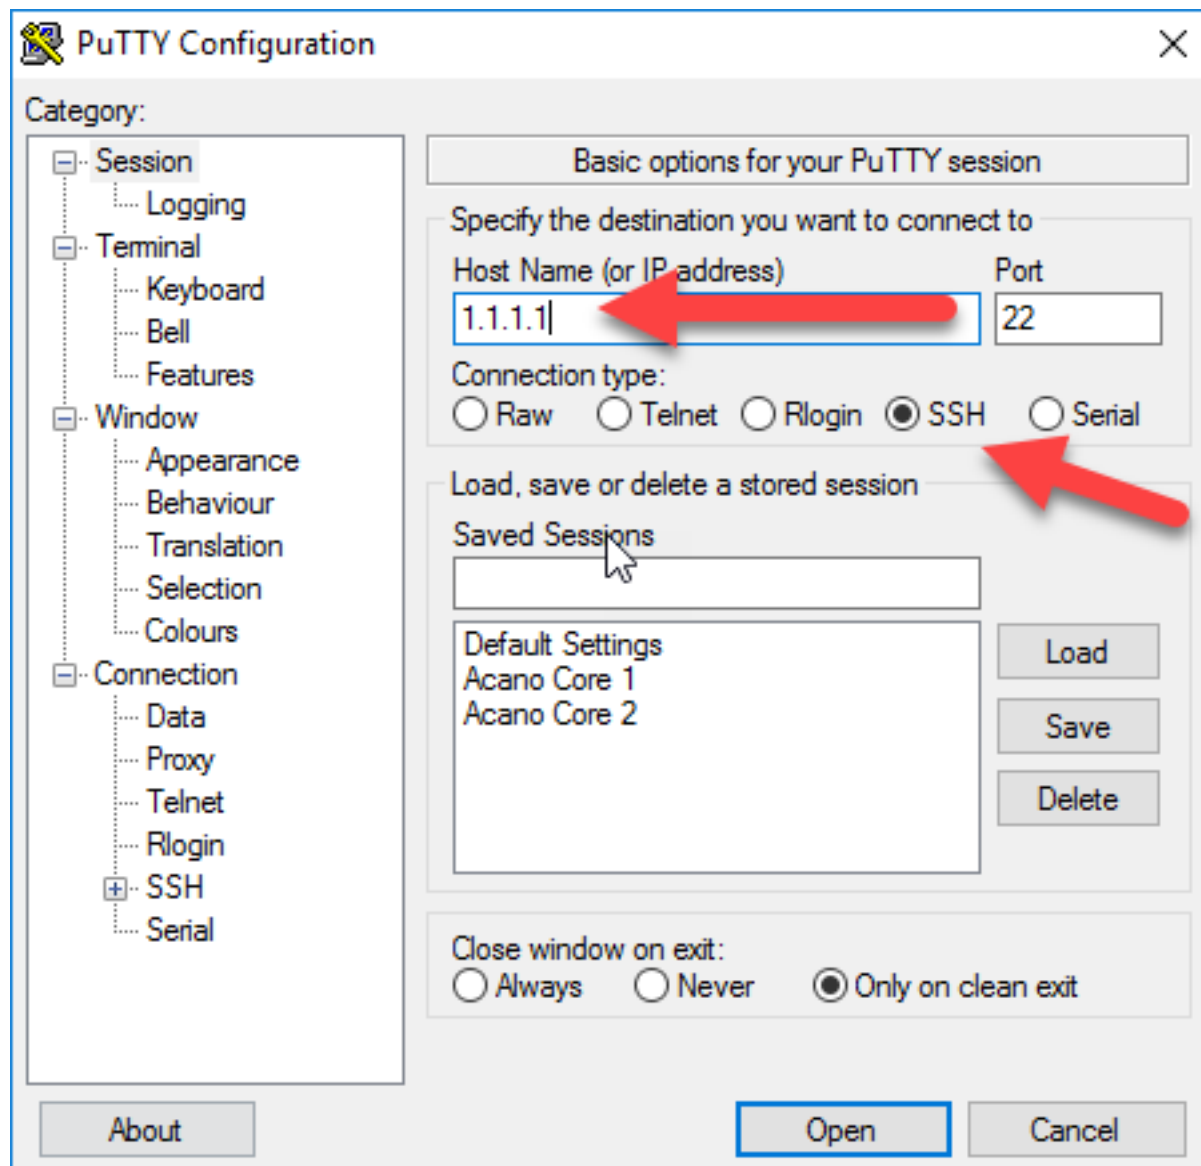 PuTTY Configuration
Category:
Session
Logging
Terminal
Keyboard
Bell
Features
Window
Appearance
Behaviour
Translation
Selection
Colours
Connection
Data
Proxy
Telnet
Rlogin
SSH
Serial
Basic options for your PuTTY session
Specify the destination you want to connect to
Host Name (or IP address) Port
1.1.1.1 22
Connection type:
Raw Telnet Rlogin SSH Serial
Load, save or delete a stored session
Saved Sessions
Default Settings
Acano Core 1
Acano Core 2
Load
Save
Delete
Close window on exit:
Always Never Only on clean exit
About Open Cancel